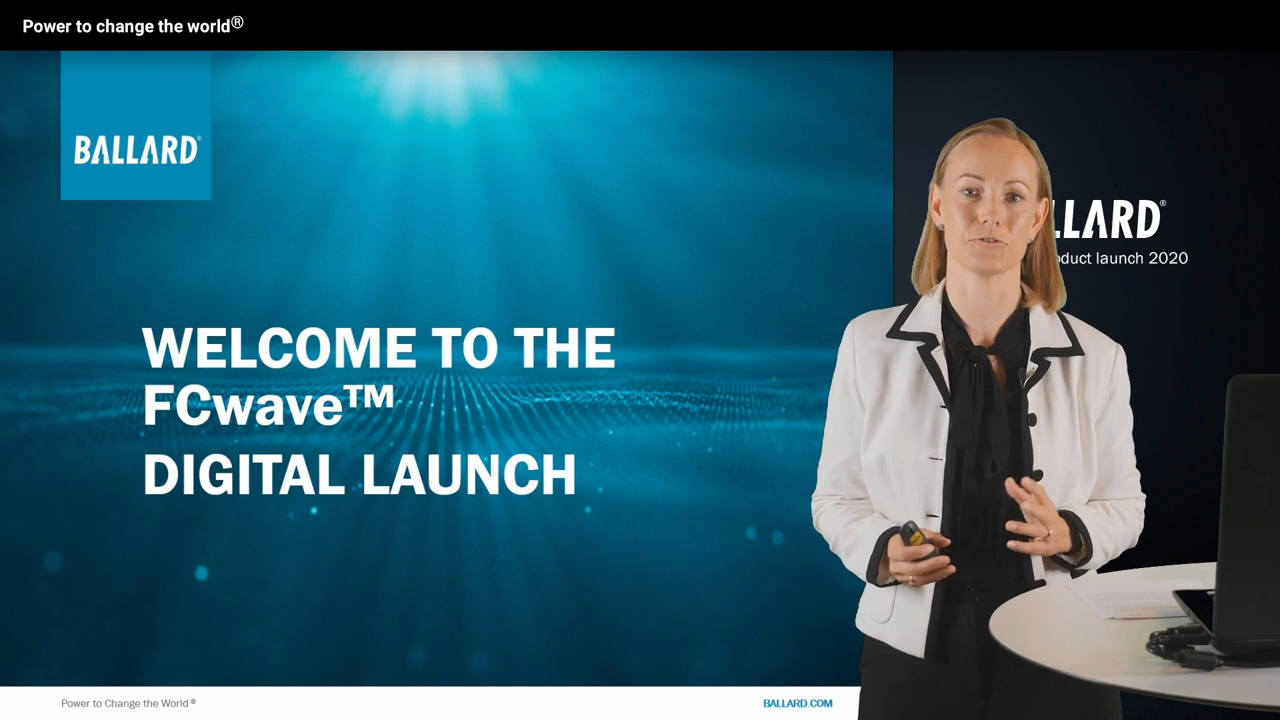 Power to change the world®
BALLARD®
LLARD®
oduct launch 2020
WELCOME TO THE
FCwave™
DIGITAL LAUNCH
Power to Change the World ®
BALLARD.COM